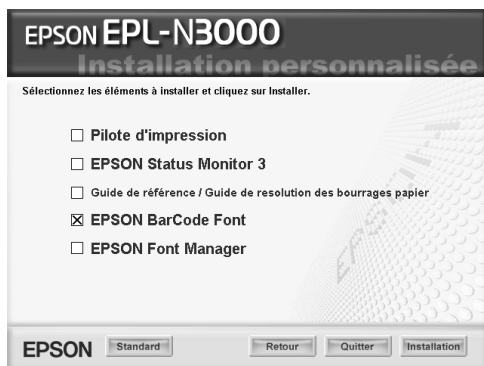 EPSON EPL-N3000
Installation personnalisée
Sélectionnez les éléments à installer et cliquez sur Installer.
Pilote d'impression
EPSON Status Monitor 3
Guide de référence / Guide de resolution des bourrages papier
EPSON BarCode Font
EPSON Font Manager
EPSON
EPSON Standard Retour Quitter Installation